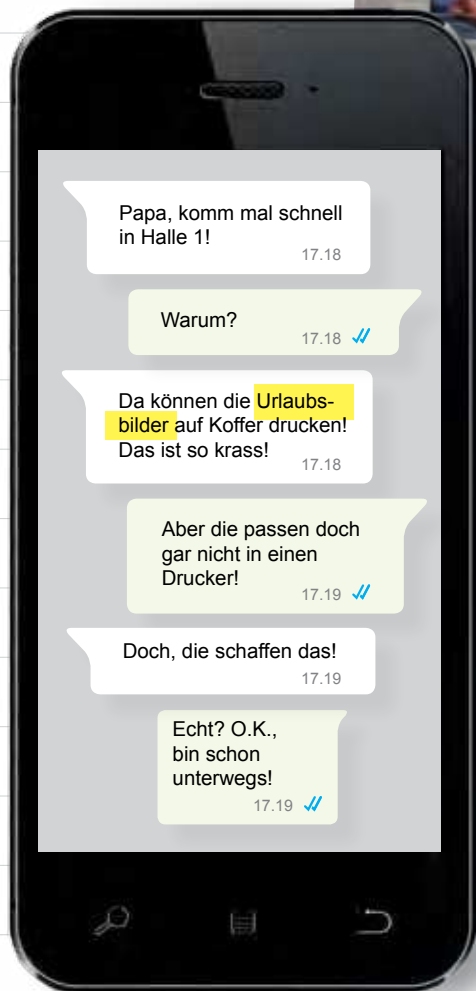 Papa, komm mal schnell
in Halle 1!
17.18
Warum?
17.18
Da können die Urlaubs-
bilder auf Koffer drucken!
Das ist so krass!
17.18
Aber die passen doch
gar nicht in einen
Drucker!
17.19
Doch, die schaffen das!
17.19
Echt? O.K.,
bin schon
unterwegs!
17.19